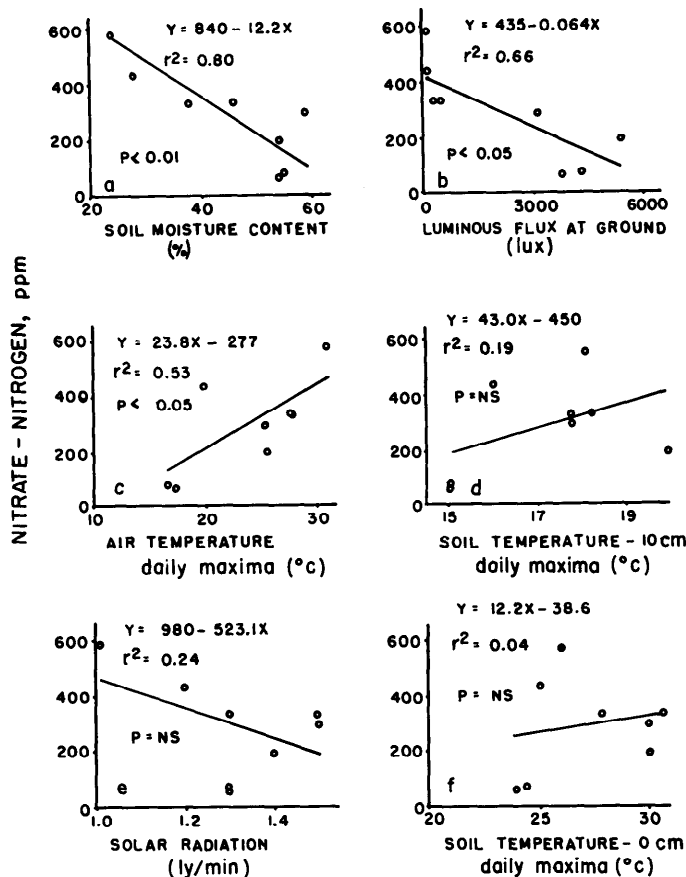 NITRATE - NITROGEN, ppm
Y = 840 - 12.2X
r² = 0.80
P < 0.01
a
600
400
200
0
20 40 60
SOIL MOISTURE CONTENT
(%)
Y = 435-0.064X
r² = 0.66
P < 0.05
b
600
400
200
0
0 3000 6000
LUMINOUS FLUX AT GROUND
(lux)
Y = 23.8X - 277
r² = 0.53
P < 0.05
c
600
400
200
0
10 20 30
AIR TEMPERATURE
daily maxima (°c)
Y = 43.0X - 450
r² = 0.19
P = NS
d
600
400
200
0
15 17 19
SOIL TEMPERATURE - 10cm
doily maxima (°c)
Y = 980- 523.1X
r² = 0.24
P = NS
e
600
400
200
0
1.0 1.2 1.4
SOLAR RADIATION
(ly/min)
Y = 12.2X - 38.6
r² = 0.04
P = NS
f
600
400
200
0
20 25 30
SOIL TEMPERATURE - 0 cm
daily maxima (°c)